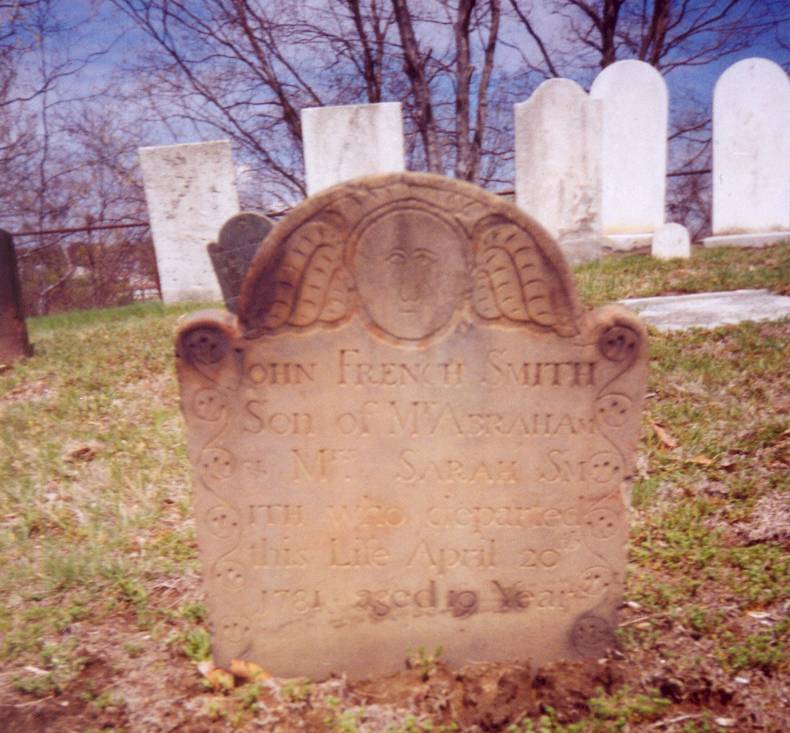 JOHN FRENCH SMITH
SON OF Mr. ABRAHAM
& Mrs. SARAH SM
ITH who departed
this Life April 20th
1781 aged 19 Years